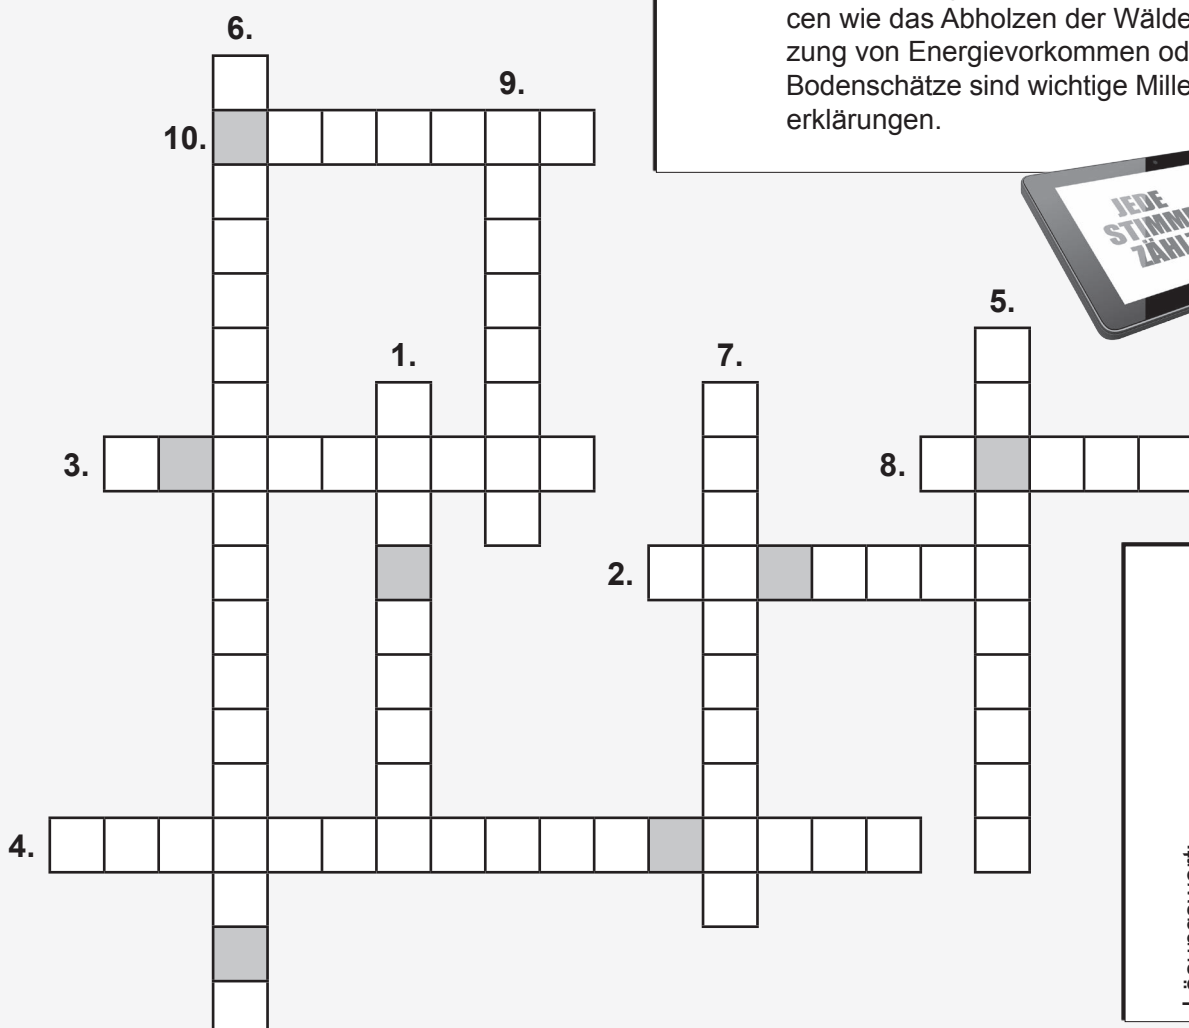 cen wie das Abholzen der Wälde
zung von Energievorkommen od
Bodenschätze sind wichtige Mille
erklärungen.
JEDE
STIMM
ZÄHL
6.
9.
10.
5.
1.
7.
3.
8.
2.
4.